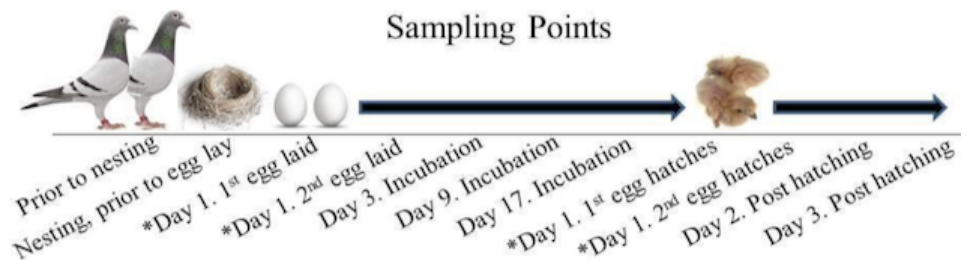 Sampling Points
Prior to nesting
Nesting, prior to egg lay
*Day 1. 1st egg laid
*Day 1. 2nd egg laid
Day 3. Incubation
Day 9. Incubation
Day 17. Incubation
*Day 1. 1st egg hatches
*Day 1. 2nd egg hatches
Day 2. Post hatching
Day 3. Post hatching